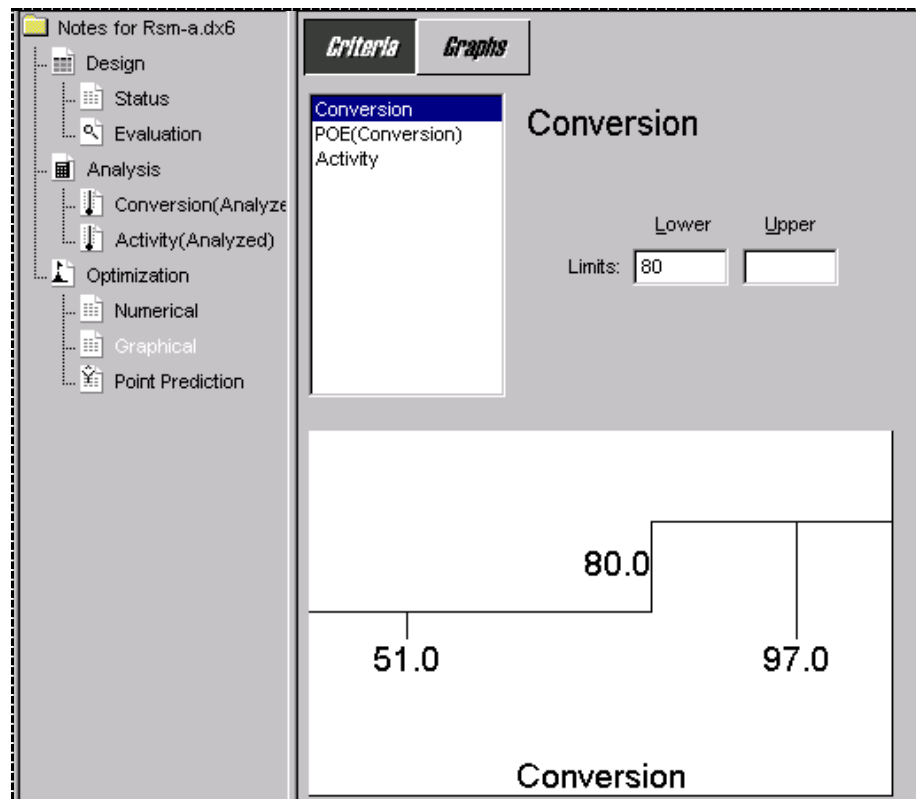 Notes for Rsm-a.dx6
Design
Status
Evaluation
Analysis
Conversion(Analyze
Activity(Analyzed)
Optimization
Numerical
Graphical
Point Prediction
Criteria Graphs
Conversion
POE(Conversion)
Activity
Conversion
Lower Upper
Limits: 80
80.0
51.0 97.0
Conversion